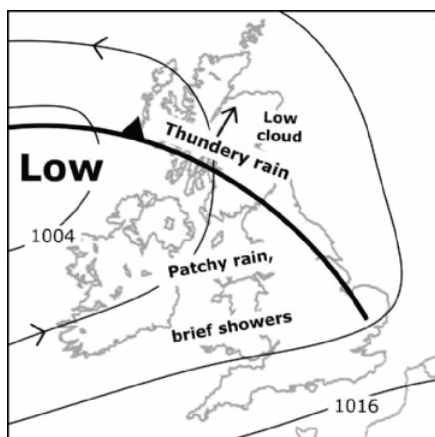 Low
cloud
Thundery rain
Low
1004
Patchy rain,
brief showers
1016